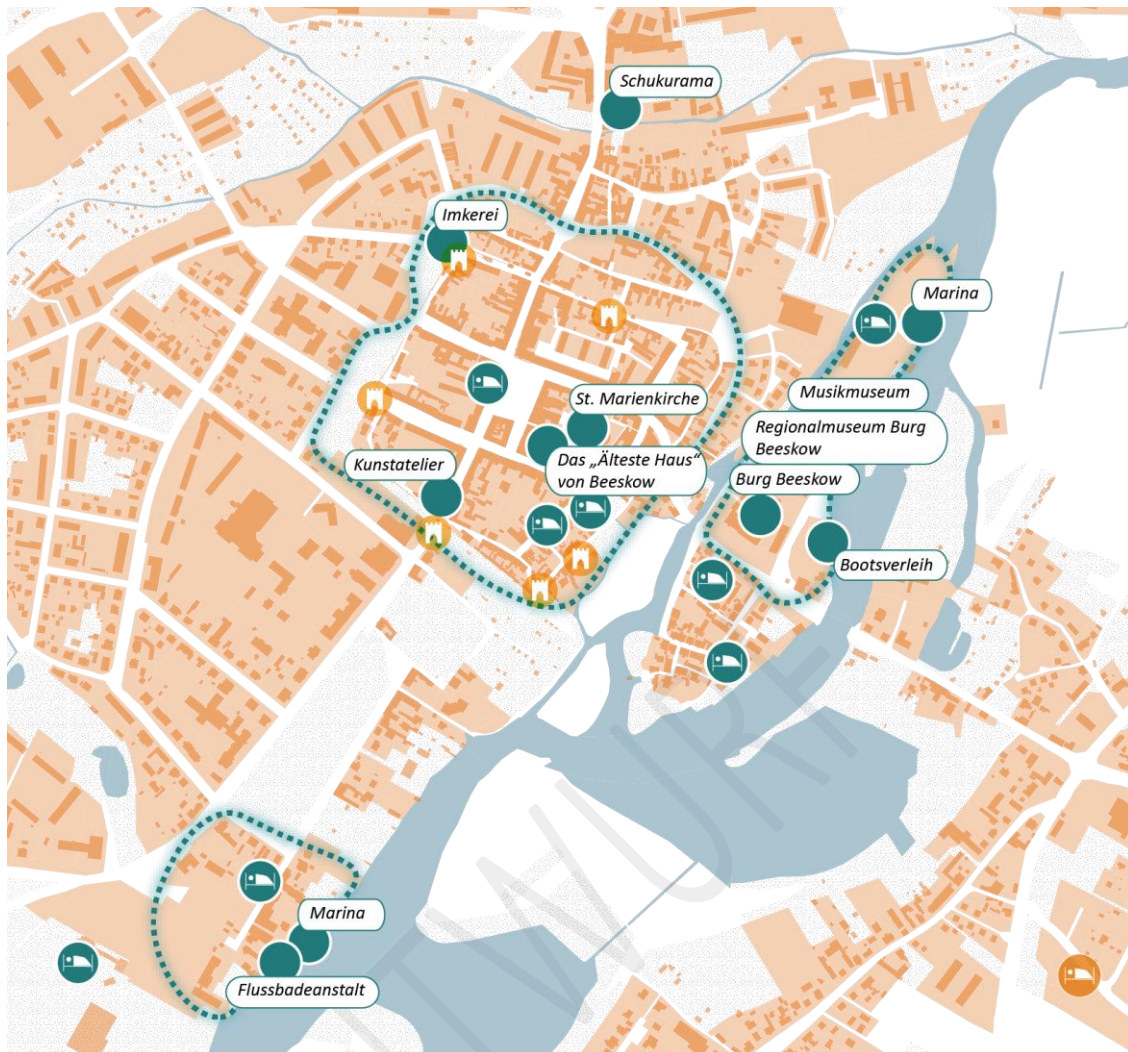 Schukurama
Imkerei
Marina
Musikmuseum
St. Marienkirche
Regionalmuseum Burg
Beeskow
Das „Älteste Haus“
von Beeskow
Kunstatelier
Burg Beeskow
Bootsverleih
Marina
Flussbadeanstalt
TWURF